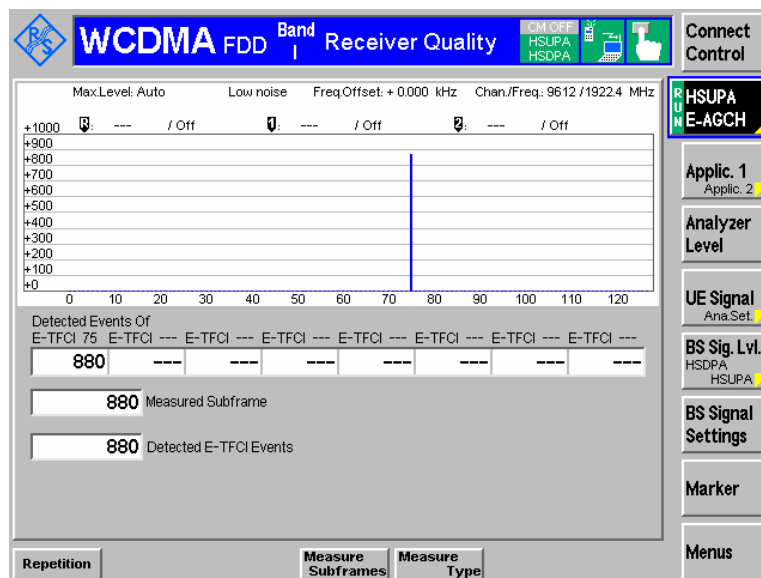 R S
WCDMA FDD Band I Receiver Quality
CM OFF
HSUPA
HSDPA
Connect Control
Max.Level: Auto Low noise Freq.Offset: + 0.000 kHz Chan./Freq.: 9612 / 1922.4 MHz
R: --- / Off 1: --- / Off 2: --- / Off
+1000
+900
+800
+700
+600
+500
+400
+300
+200
+100
+0
0 10 20 30 40 50 60 70 80 90 100 110 120
Detected Events Of
E-TFCI 75 E-TFCI --- E-TFCI --- E-TFCI --- E-TFCI --- E-TFCI --- E-TFCI --- E-TFCI ---
880 --- --- --- --- --- --- ---
880 Measured Subframe
880 Detected E-TFCI Events
RUN
HSUPA
E-AGCH
Applic. 1
Applic. 2
Analyzer
Level
UE Signal
Ana.Set.
BS Sig. Lvl.
HSDPA
HSUPA
BS Signal
Settings
Marker
Menus
Repetition
Measure
Subframes
Measure
Type